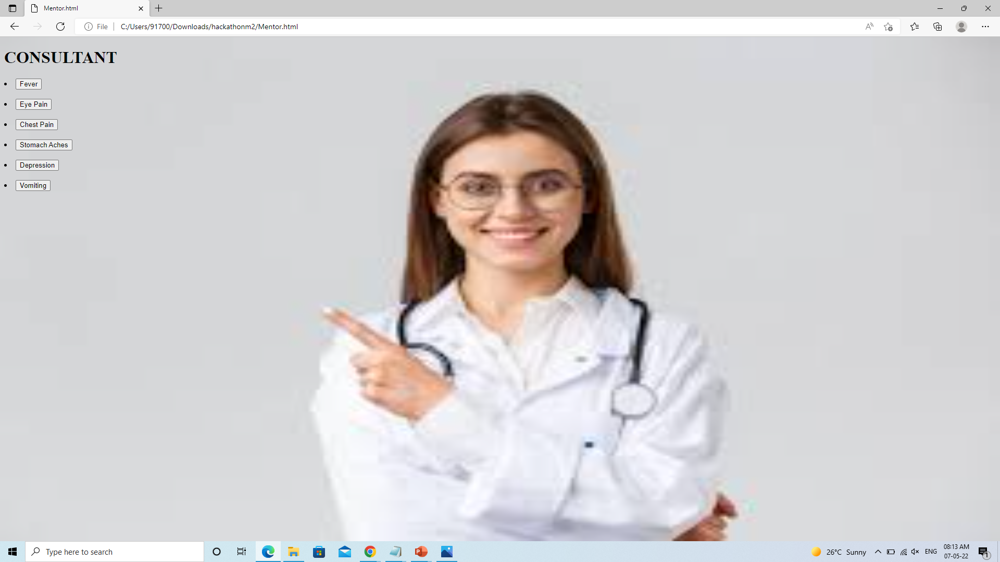 Mentor.html
File
C:/Users/91700/Downloads/hackathonm2/Mentor.html
CONSULTANT
Fever
Eye Pain
Chest Pain
Stomach Aches
Depression
Vomiting
Type here to search
26°C Sunny
ENG
08:13 AM
07-05-22
1